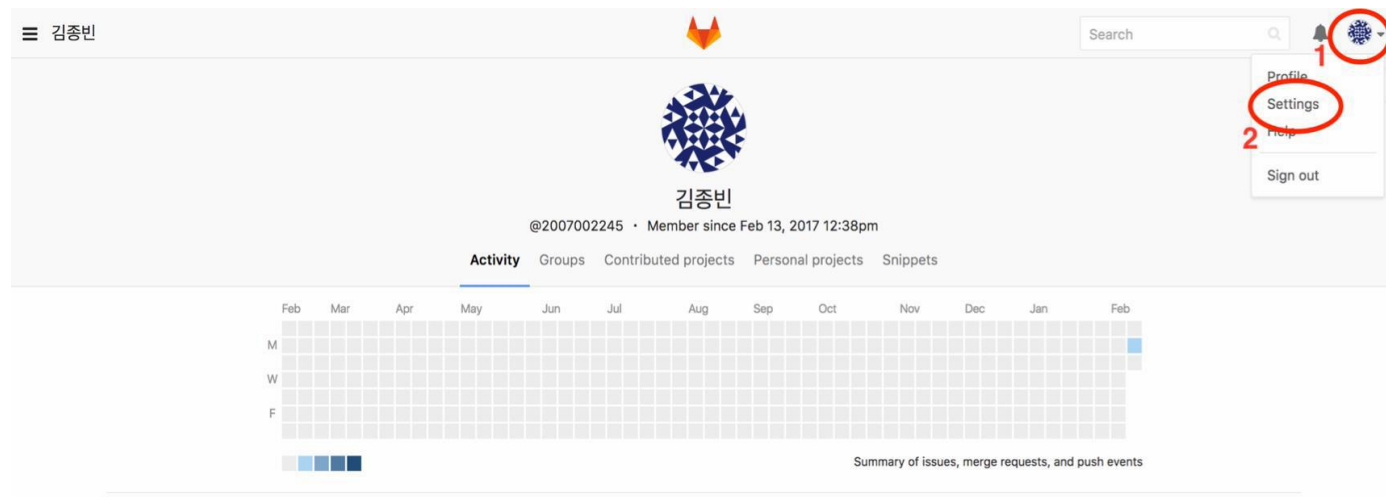 김종빈
Search
1
Profile
Settings
2
Help
Sign out
김종빈
@2007002245 · Member since Feb 13, 2017 12:38pm
Activity Groups Contributed projects Personal projects Snippets
Feb Mar Apr May Jun Jul Aug Sep Oct Nov Dec Jan Feb
M
W
F
Summary of issues, merge requests, and push events